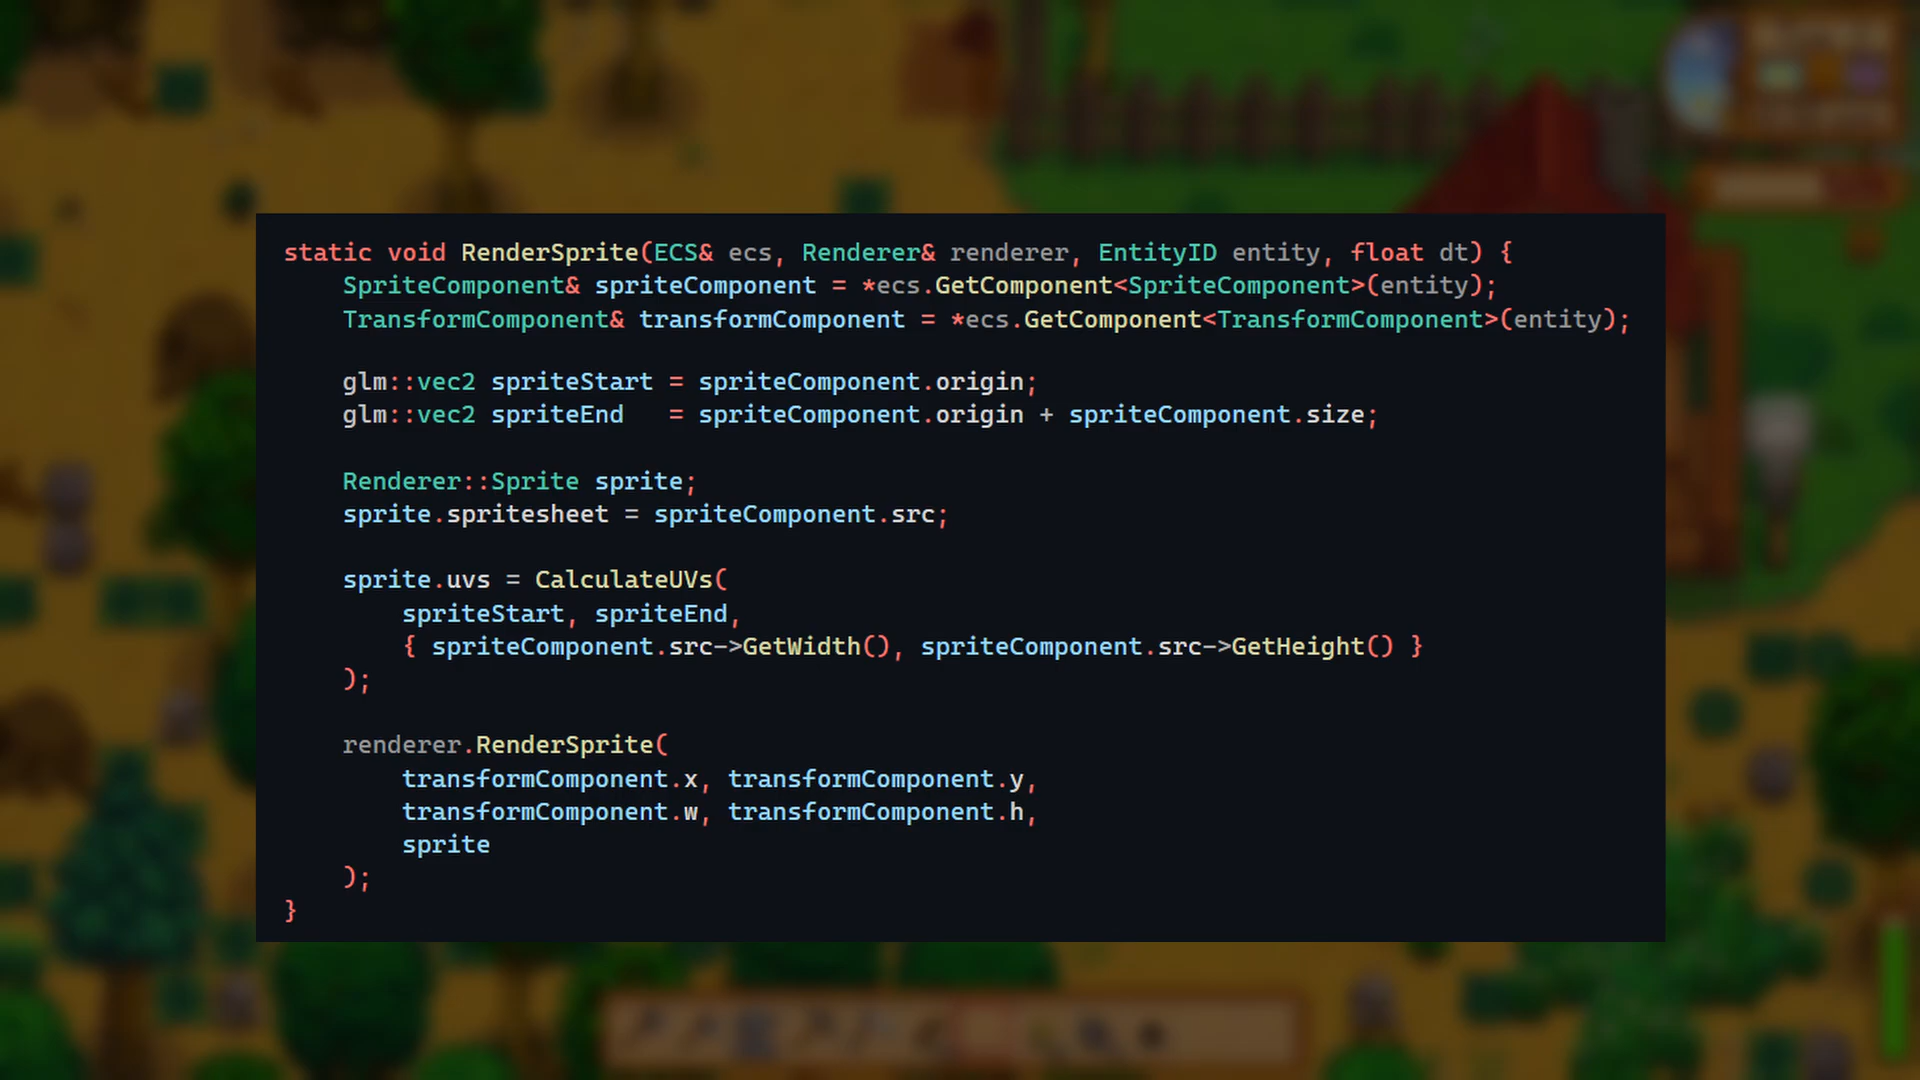 static void RenderSprite(ECS& ecs, Renderer& renderer, EntityID entity, float dt) {
    SpriteComponent& spriteComponent = *ecs.GetComponent<SpriteComponent>(entity);
    TransformComponent& transformComponent = *ecs.GetComponent<TransformComponent>(entity);
    glm::vec2 spriteStart = spriteComponent.origin;
    glm::vec2 spriteEnd   = spriteComponent.origin + spriteComponent.size;
    Renderer::Sprite sprite;
    sprite.spritesheet = spriteComponent.src;
    sprite.uvs = CalculateUVs(
        spriteStart, spriteEnd,
        { spriteComponent.src->GetWidth(), spriteComponent.src->GetHeight() }
    );
    renderer.RenderSprite(
        transformComponent.x, transformComponent.y,
        transformComponent.w, transformComponent.h,
        sprite
    );
}